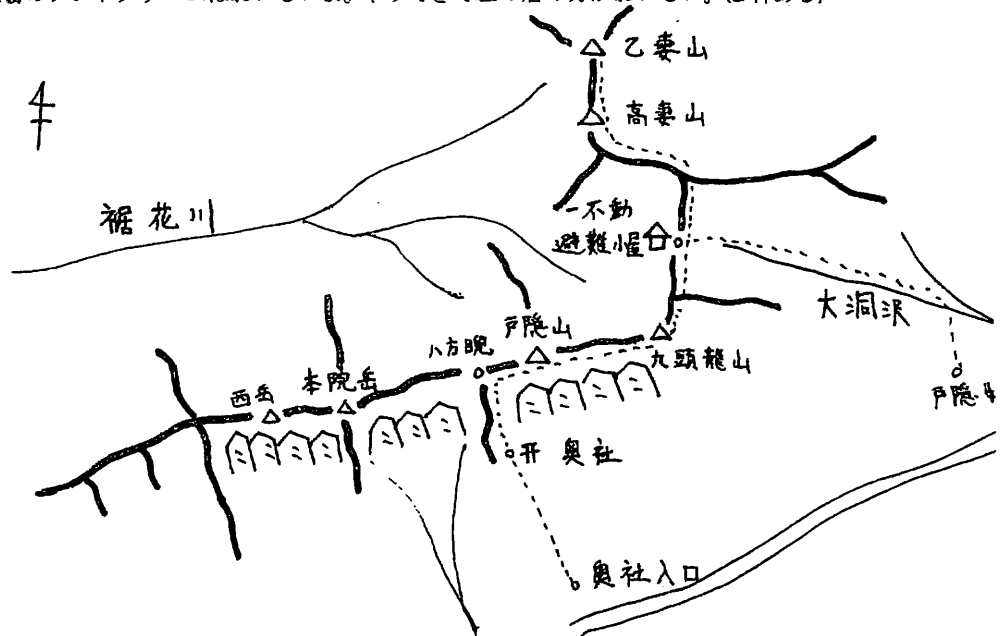 乙妻山
高妻山
裾花川
一不動
避難小屋
大洞沢
戸隠山
八方睨
九頭龍山
本院岳
西岳
戸隠
奥社
奥社入口